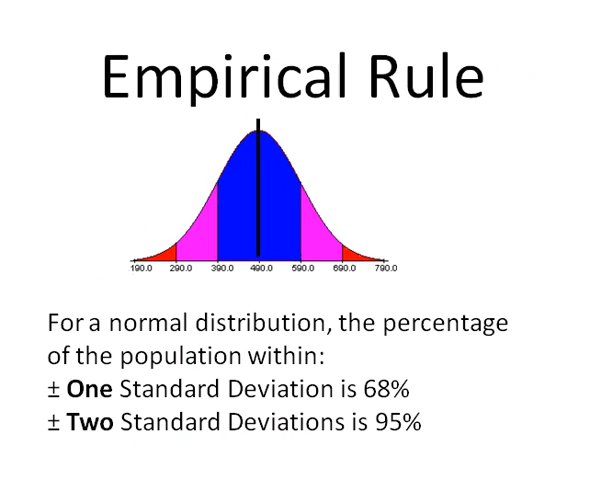 Empirical Rule
190.0 290.0 390.0 490.0 590.0 690.0 790.0
For a normal distribution, the percentage
of the population within:
± One Standard Deviation is 68%
± Two Standard Deviations is 95%